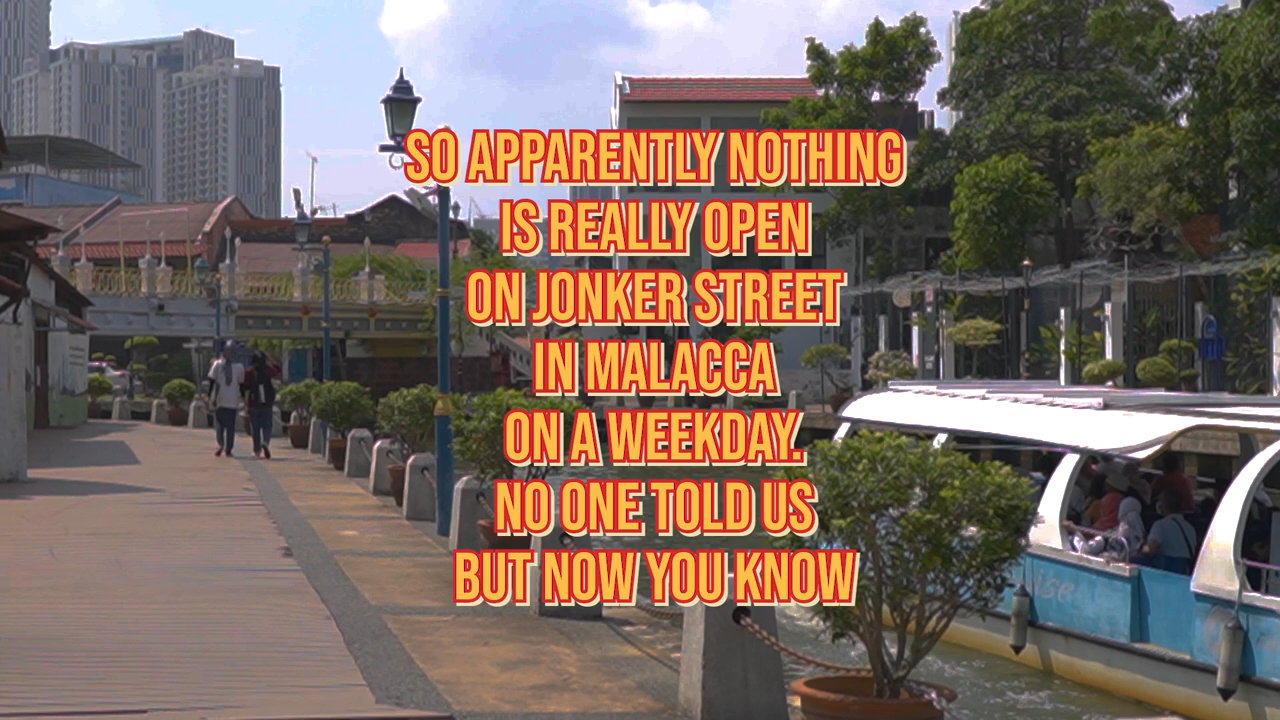 SO APPARENTLY NOTHING
IS REALLY OPEN
ON JONKER STREET
IN MALACCA
ON A WEEKDAY.
NO ONE TOLD US
BUT NOW YOU KNOW